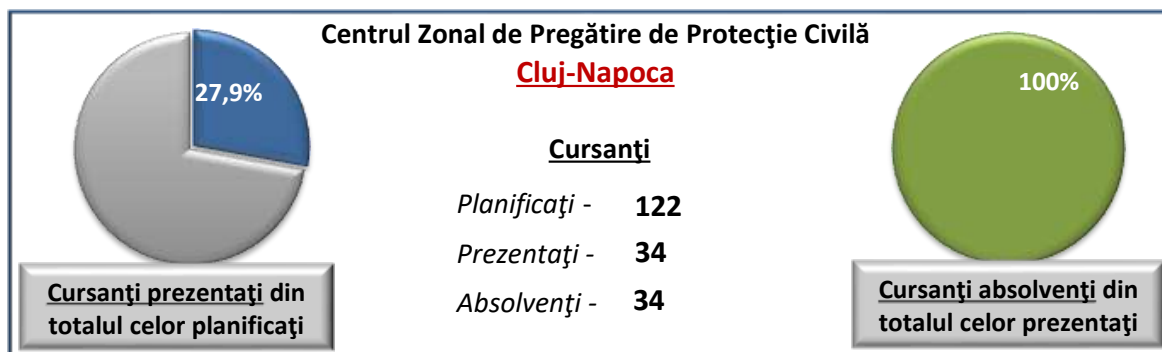 Centrul Zonal de Pregătire de Protecţie Civilă
Cluj-Napoca
27,9%
100%
Cursanţi
Planificaţi - 122
Prezentaţi - 34
Absolvenţi - 34
Cursanţi prezentaţi din
totalul celor planificaţi
Cursanţi absolvenţi din
totalul celor prezentaţi